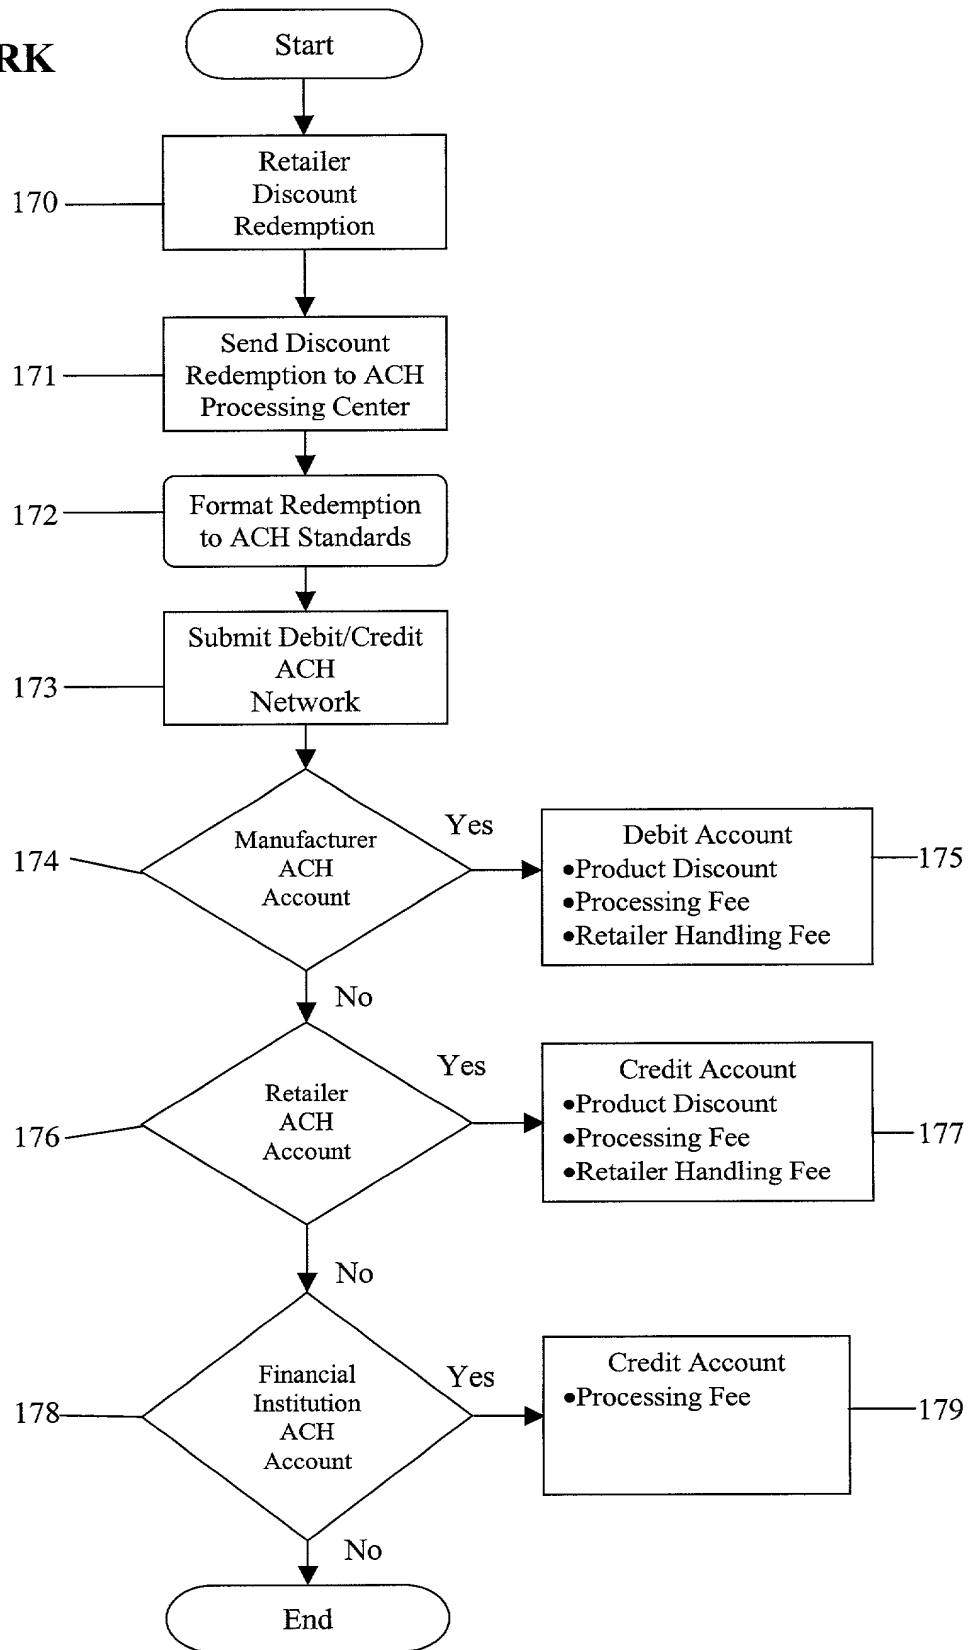 RK
Start
170
Retailer
Discount
Redemption
171
Send Discount
Redemption to ACH
Processing Center
172
Format Redemption
to ACH Standards
173
Submit Debit/Credit
ACH
Network
174
Manufacturer
ACH
Account
Yes
Debit Account
•Product Discount
•Processing Fee
•Retailer Handling Fee
175
No
176
Retailer
ACH
Account
Yes
Credit Account
•Product Discount
•Processing Fee
•Retailer Handling Fee
177
No
178
Financial
Institution
ACH
Account
Yes
Credit Account
•Processing Fee
179
No
End